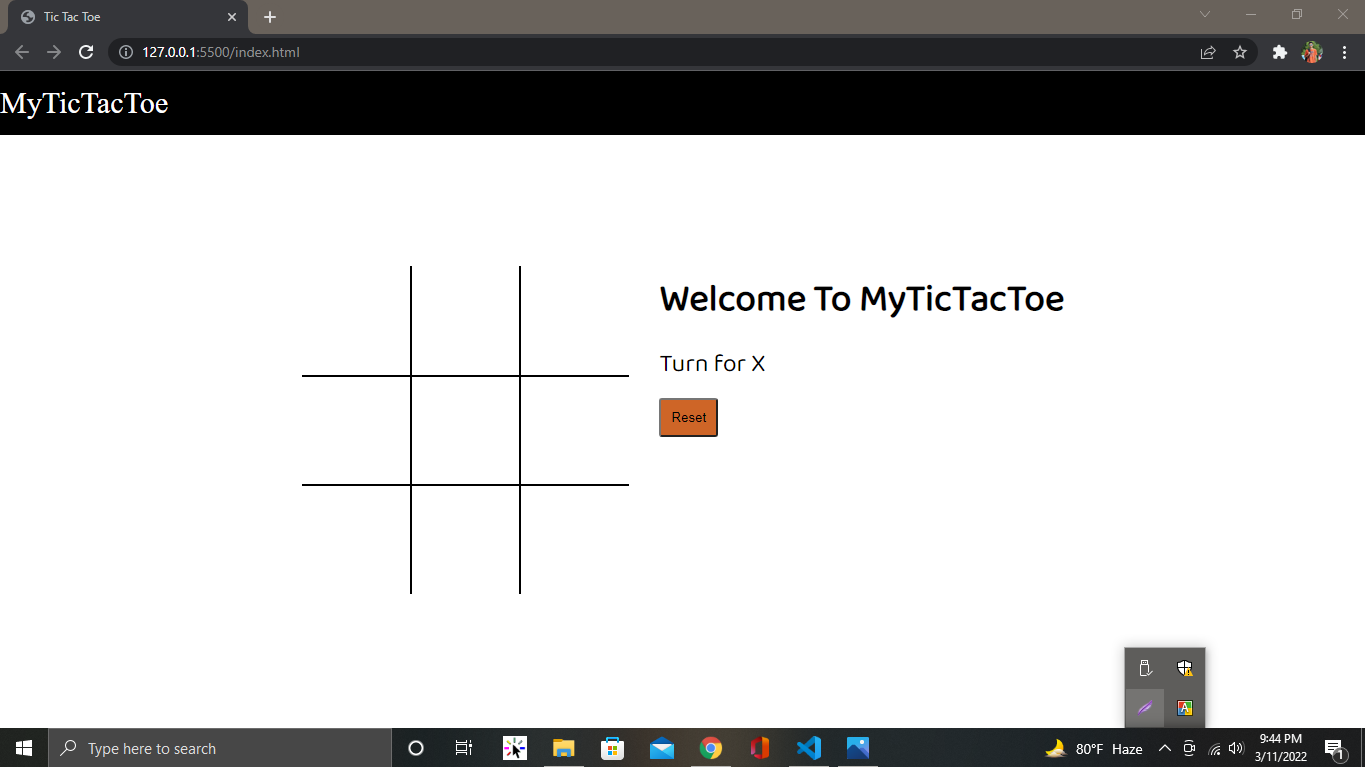 Tic Tac Toe
127.0.0.1:5500/index.html
MyTicTacToe
Welcome To MyTicTacToe
Turn for X
Reset
Type here to search
80°F Haze
9:44 PM
3/11/2022
1
A